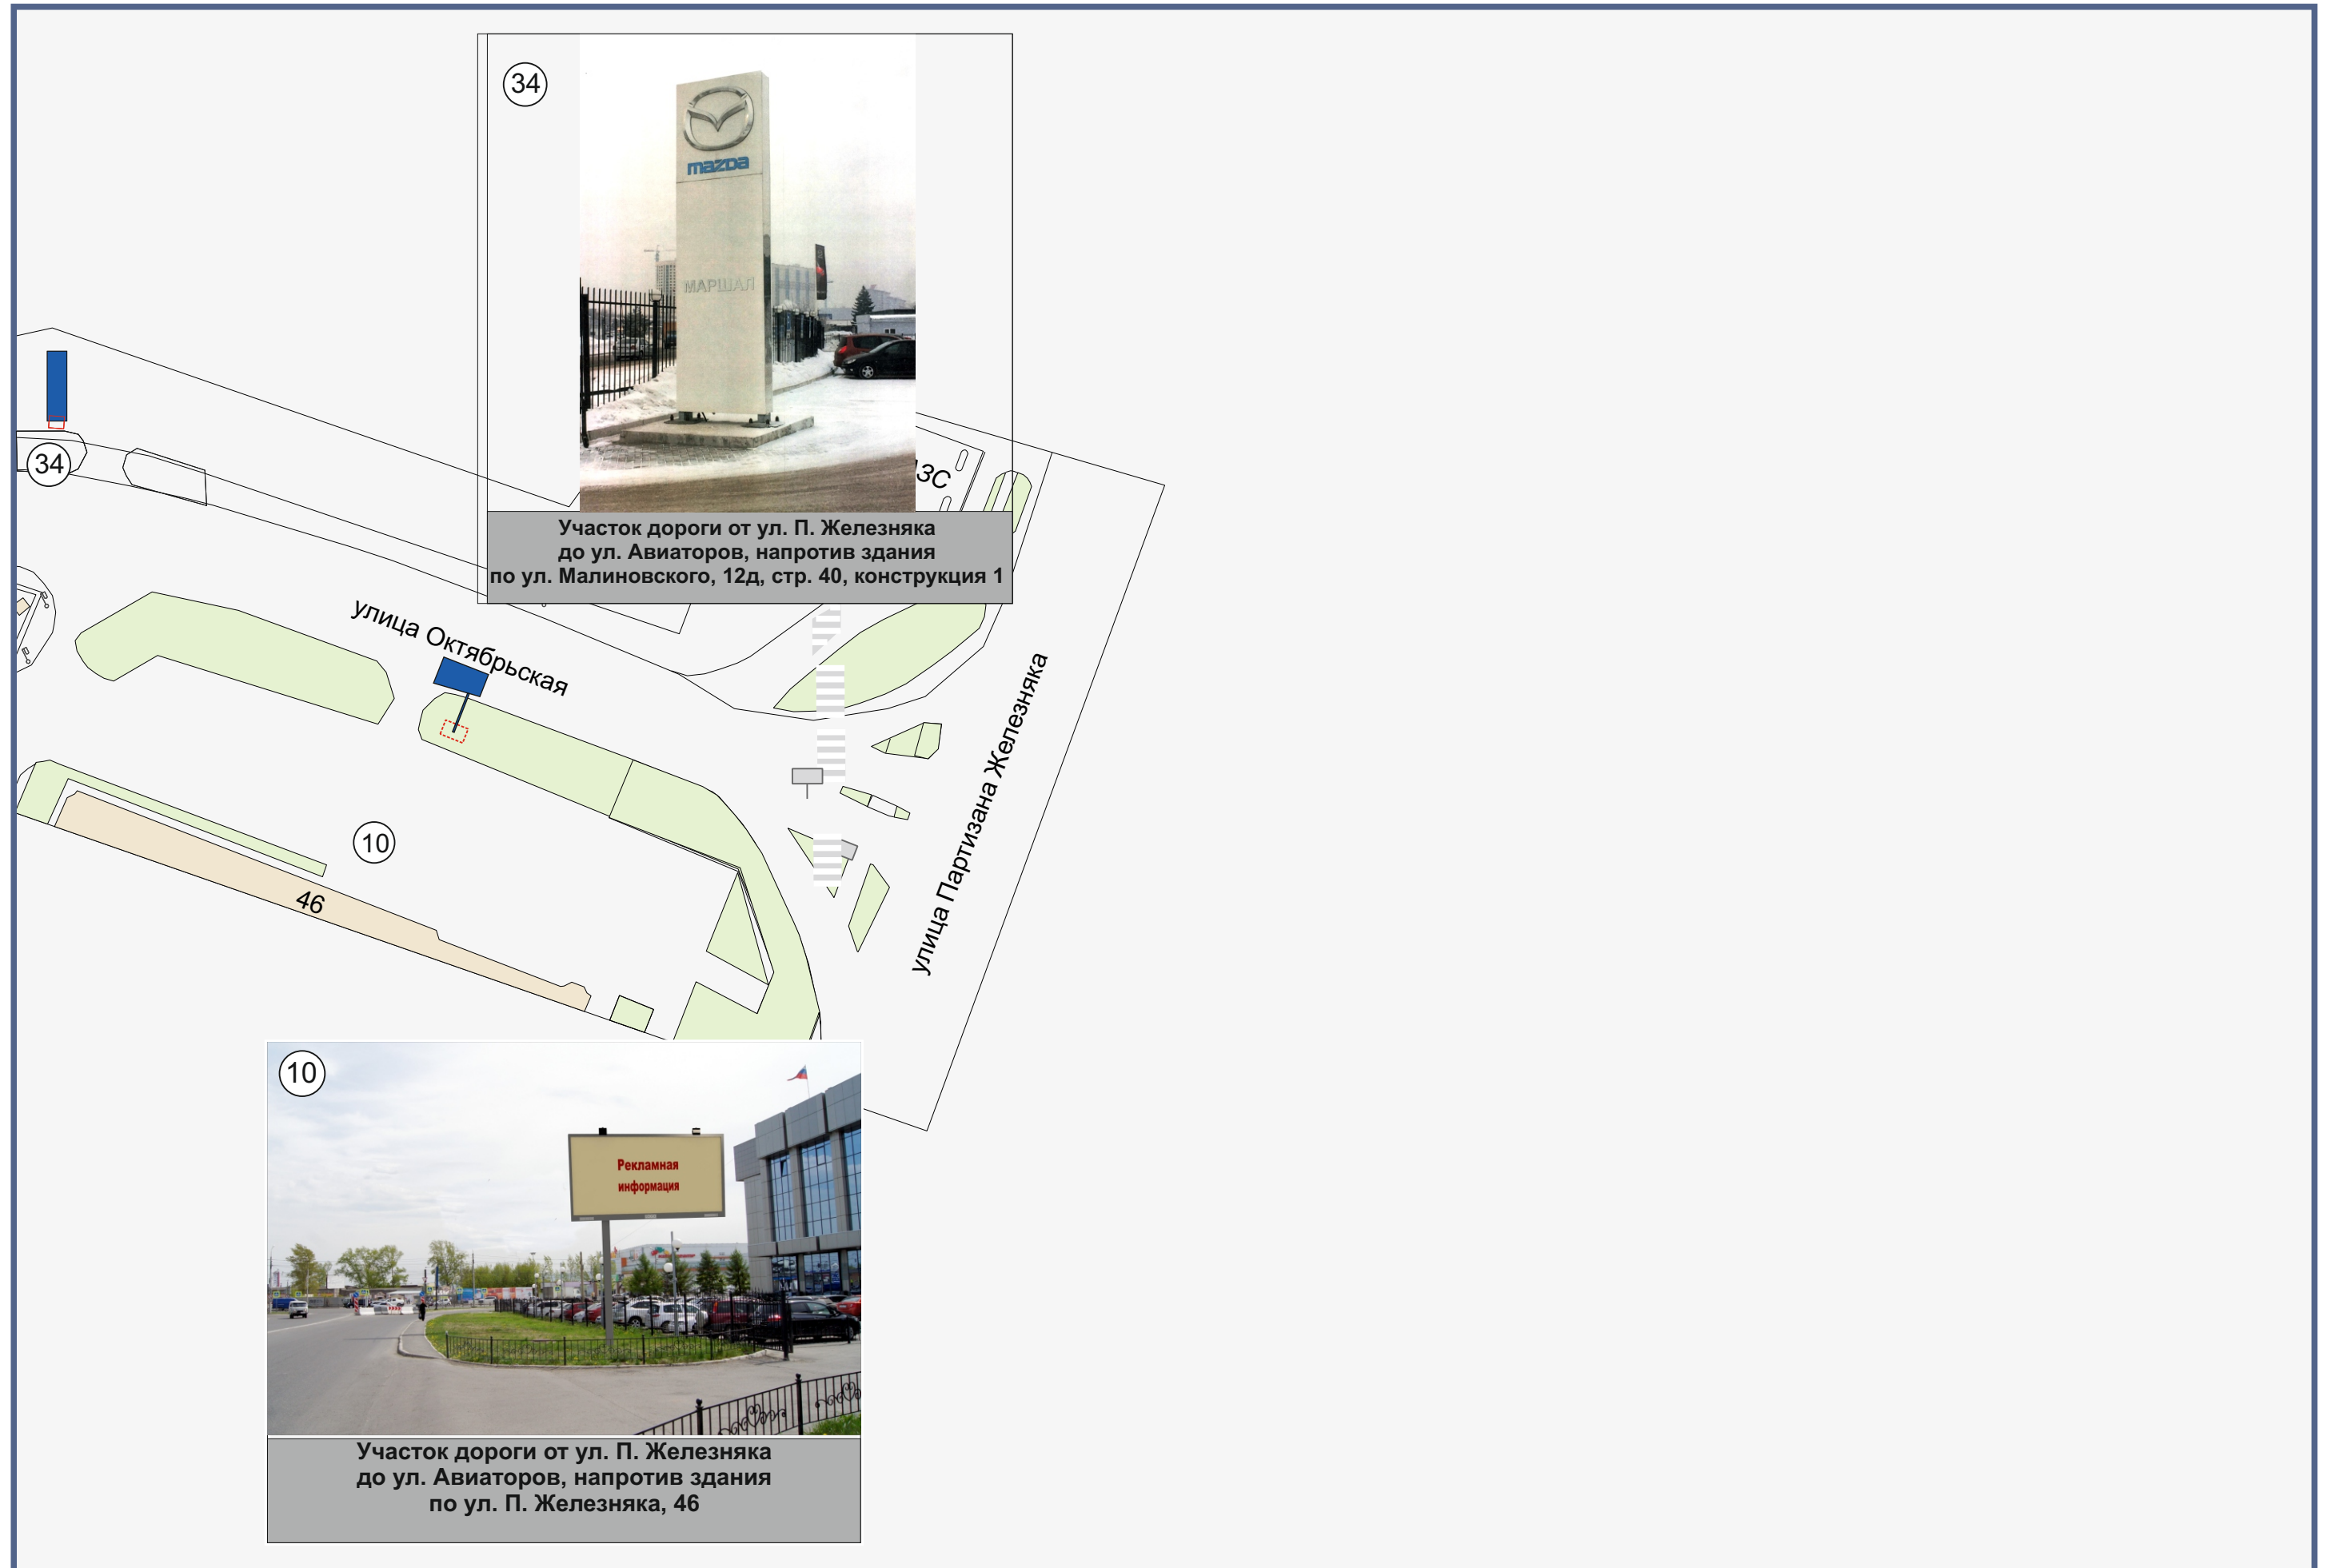 34
mazda
МАРШАЛ
Участок дороги от ул. П. Железняка
до ул. Авиаторов, напротив здания
по ул. Малиновского, 12д, стр. 40, конструкция 1
34
улица Октябрьская
улица Партизана Железняка
10
46
10
Рекламная
информация
Участок дороги от ул. П. Железняка
до ул. Авиаторов, напротив здания
по ул. П. Железняка, 46